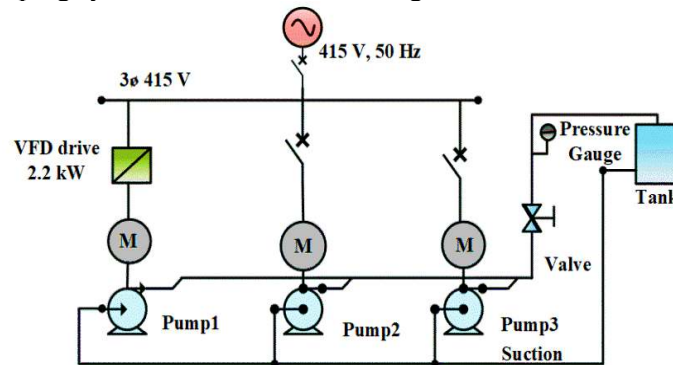 415 V, 50 Hz
3ø 415 V
VFD drive
2.2 kW
Pressure
Gauge
Tank
M
M
M
Valve
Pump1
Pump2
Pump3
Suction